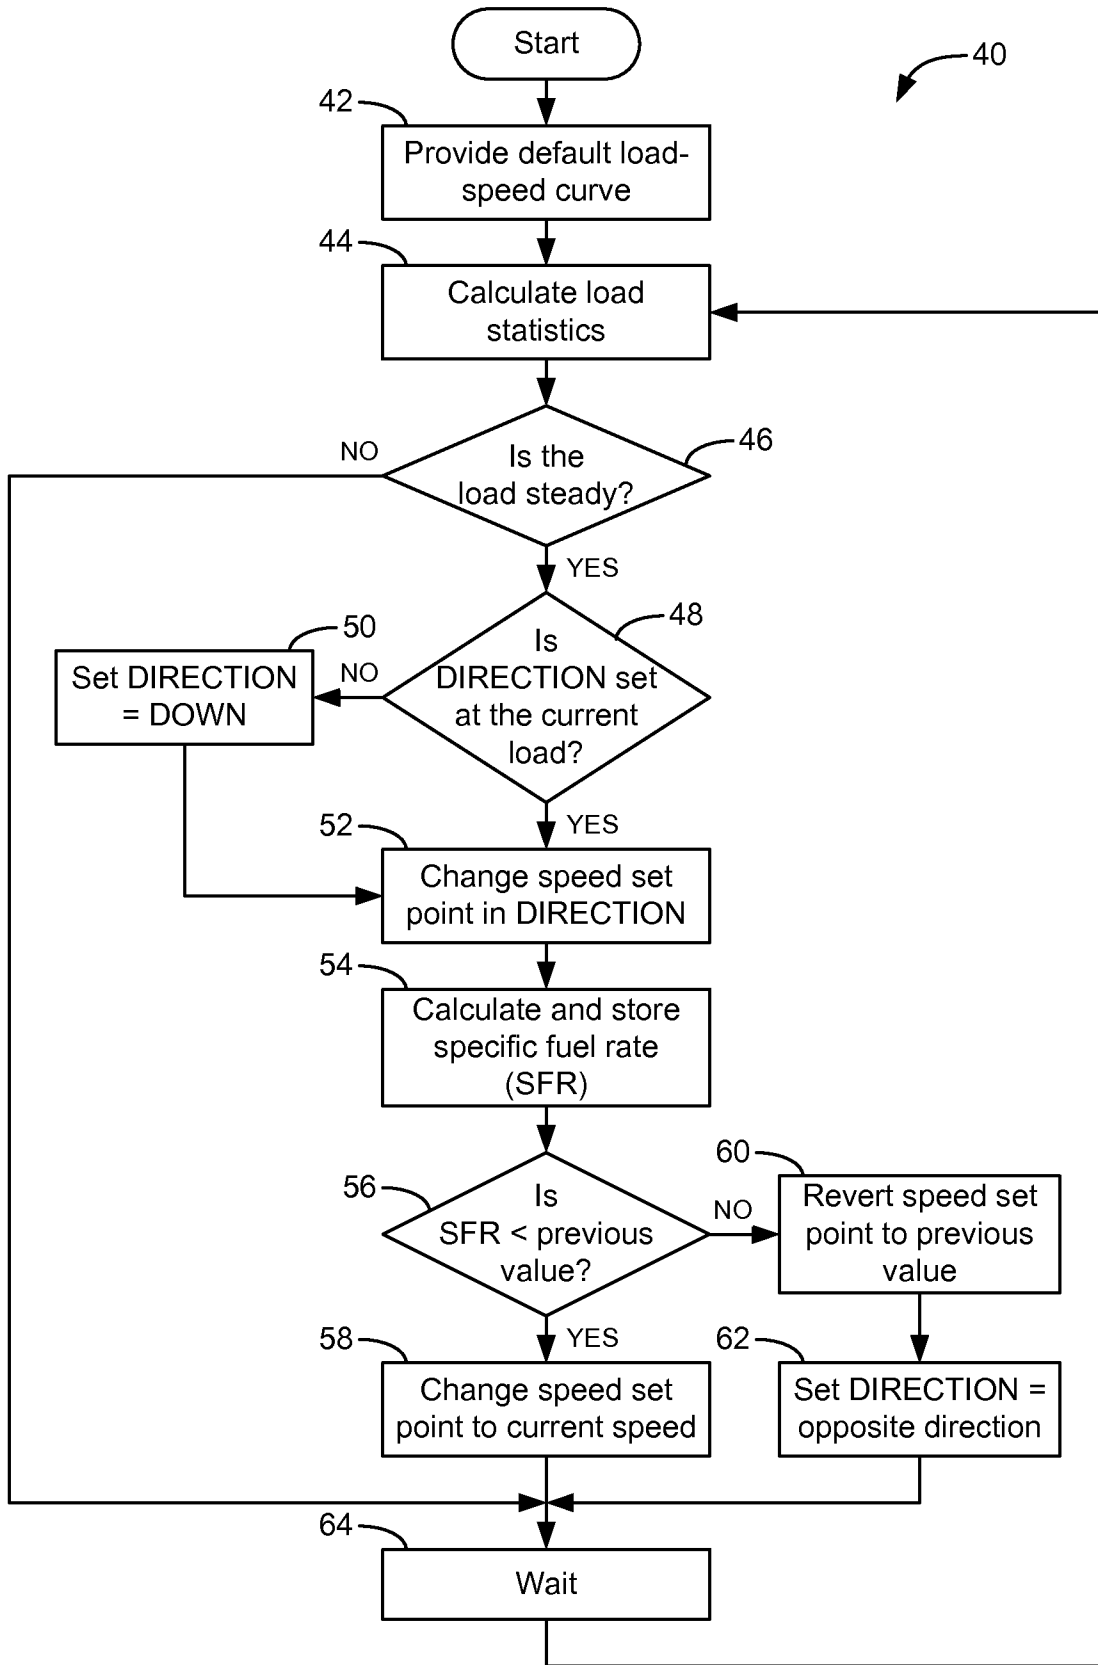 Start
40
42
Provide default load-
speed curve
44
Calculate load
statistics
46
NO
Is the
load steady?
YES
48
50
Is
DIRECTION set
at the current
load?
NO
Set DIRECTION
= DOWN
YES
52
Change speed set
point in DIRECTION
54
Calculate and store
specific fuel rate
(SFR)
56
Is
SFR < previous
value?
NO
60
Revert speed set
point to previous
value
YES
58
Change speed set
point to current speed
62
Set DIRECTION =
opposite direction
64
Wait